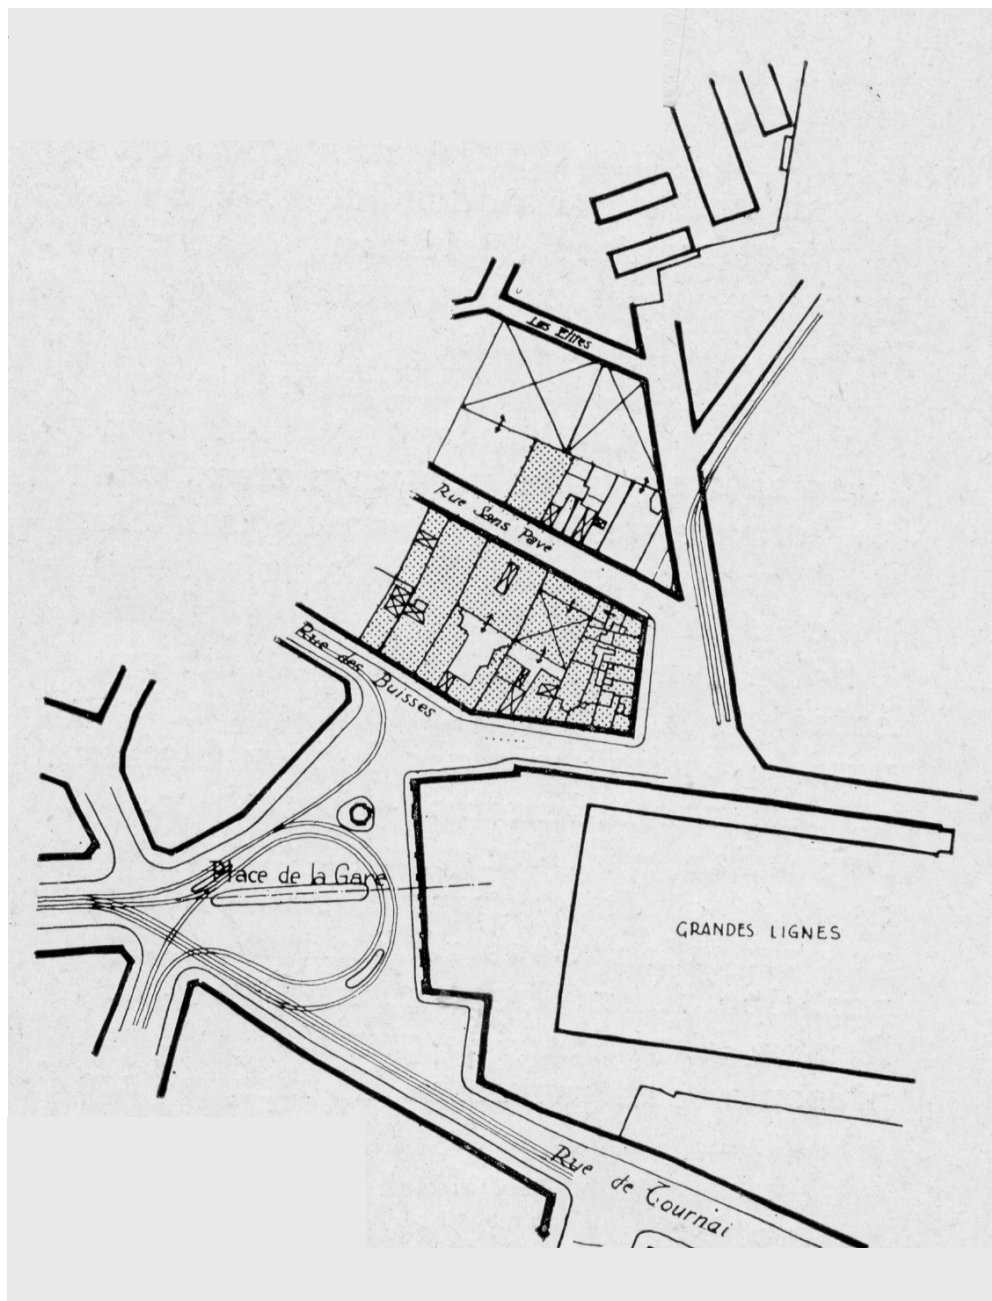 Les Elites
Rue Sans Pavé
Rue des Buisses
Place de la Gare
GRANDES LIGNES
Rue de Tournai